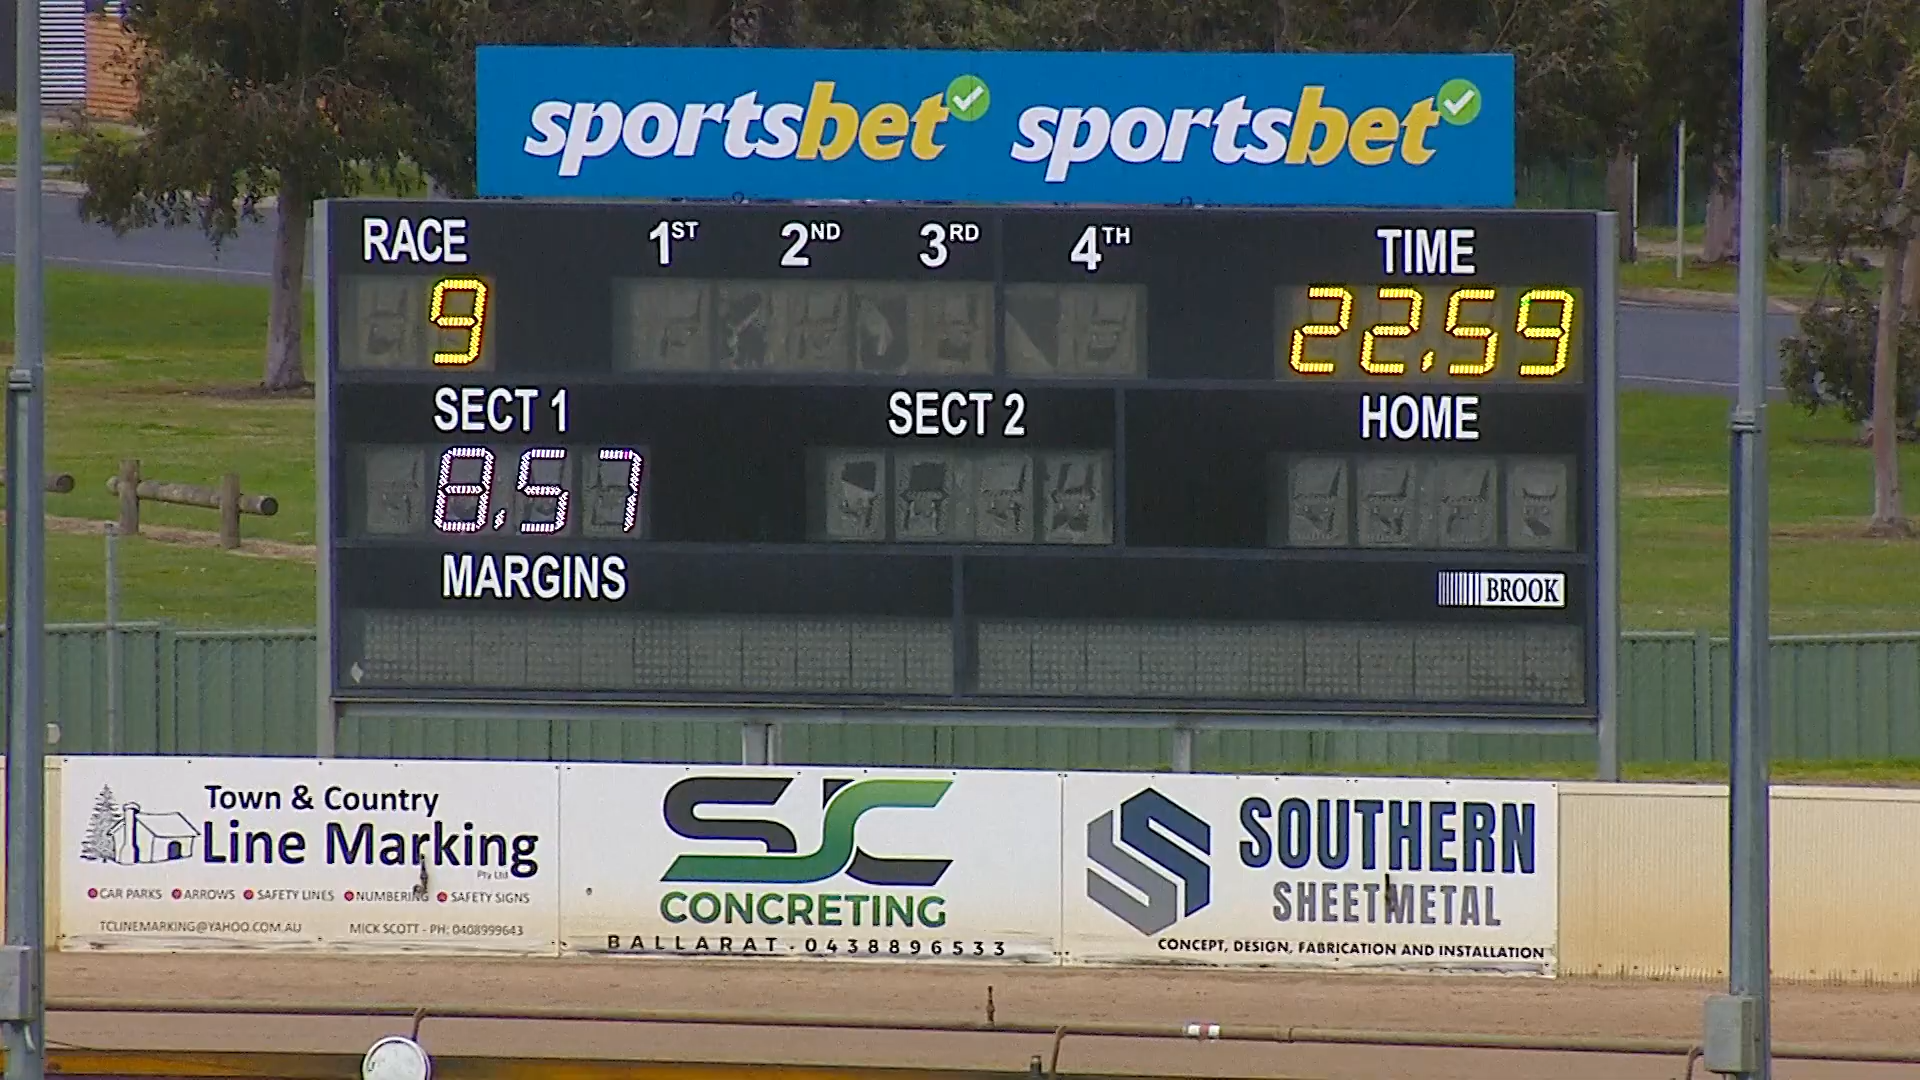 sportsbet sportsbet
RACE 1ST 2ND 3RD 4TH TIME
9 22.59
SECT 1 SECT 2 HOME
8.57
MARGINS BROOK
Town & Country
Line Marking
Pty Ltd
CAR PARKS ARROWS SAFETY LINES NUMBERING SAFETY SIGNS
TCLINEMARKING@YAHOO.COM.AU MICK SCOTT - PH: 0408999643
SJC
CONCRETING
BALLARAT - 0438896533
SOUTHERN
SHEETMETAL
CONCEPT, DESIGN, FABRICATION AND INSTALLATION